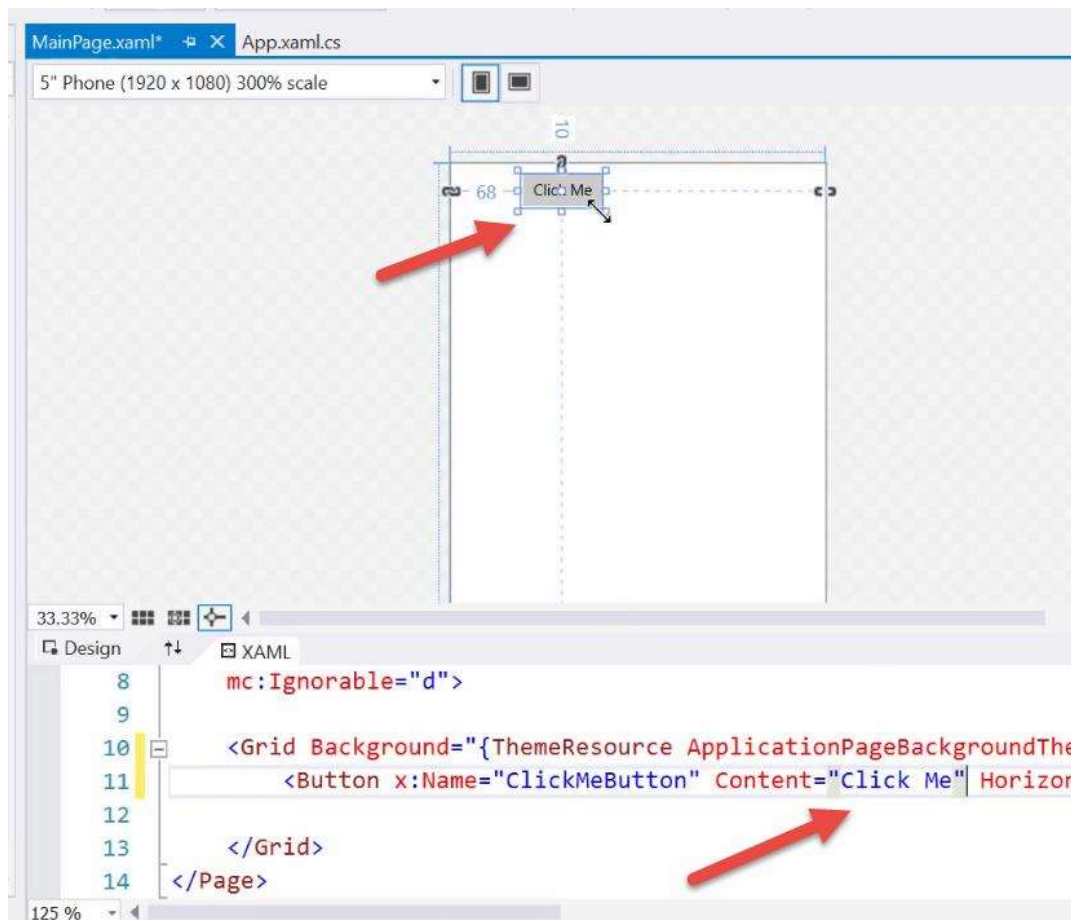 MainPage.xaml* App.xaml.cs
5" Phone (1920 x 1080) 300% scale
10
68 Click Me
33.33%
Design XAML
8 mc:Ignorable="d">
9
10 <Grid Background="{ThemeResource ApplicationPageBackgroundThe
11 <Button x:Name="ClickMeButton" Content="Click Me" Horizon
12
13 </Grid>
14 </Page>
125 %